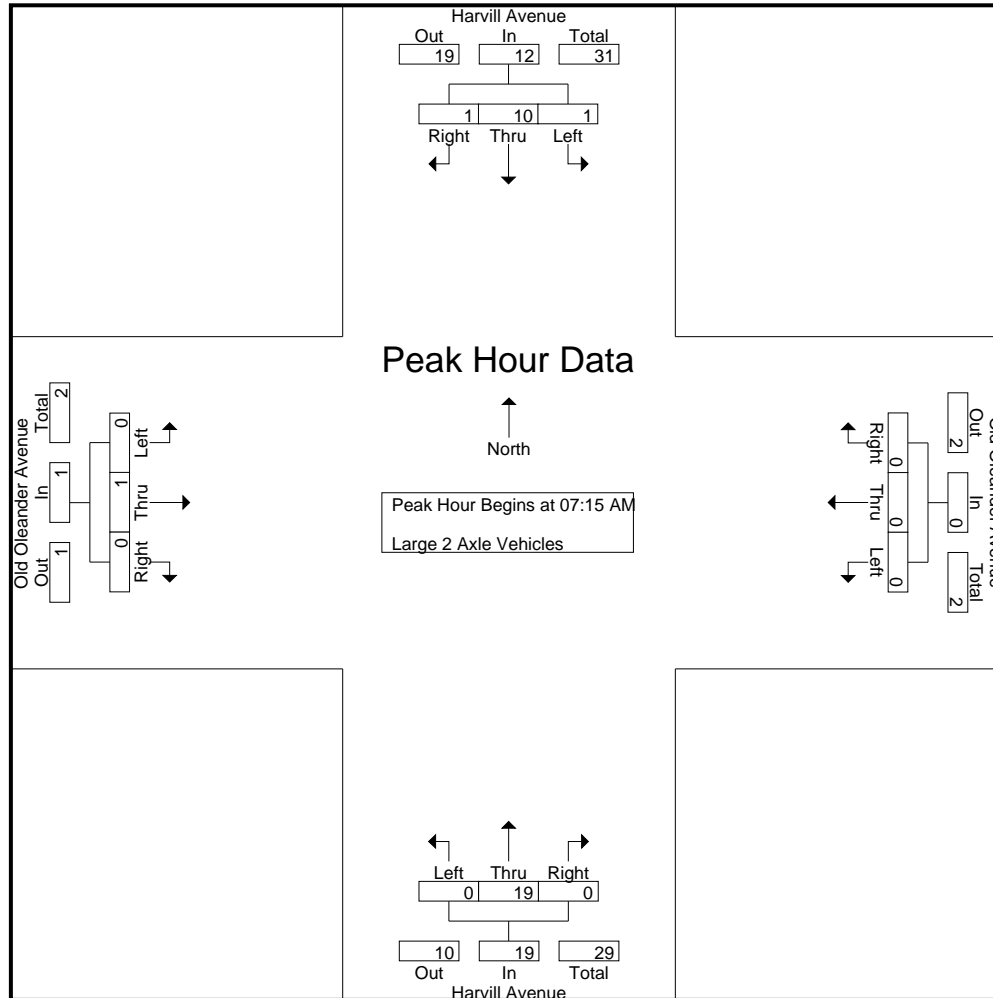 Harvill Avenue
Out In Total
19 12 31
1 10 1
Right Thru Left
Peak Hour Data
North
Peak Hour Begins at 07:15 AM
Large 2 Axle Vehicles
Old Oleander Avenue
Out In Total
1 1 2
Left Thru Right
0 1 0
Right Thru Left
0 0 0
Out In Total
2 0 2
Left Thru Right
0 19 0
10 19 29
Out In Total
Harvill Avenue